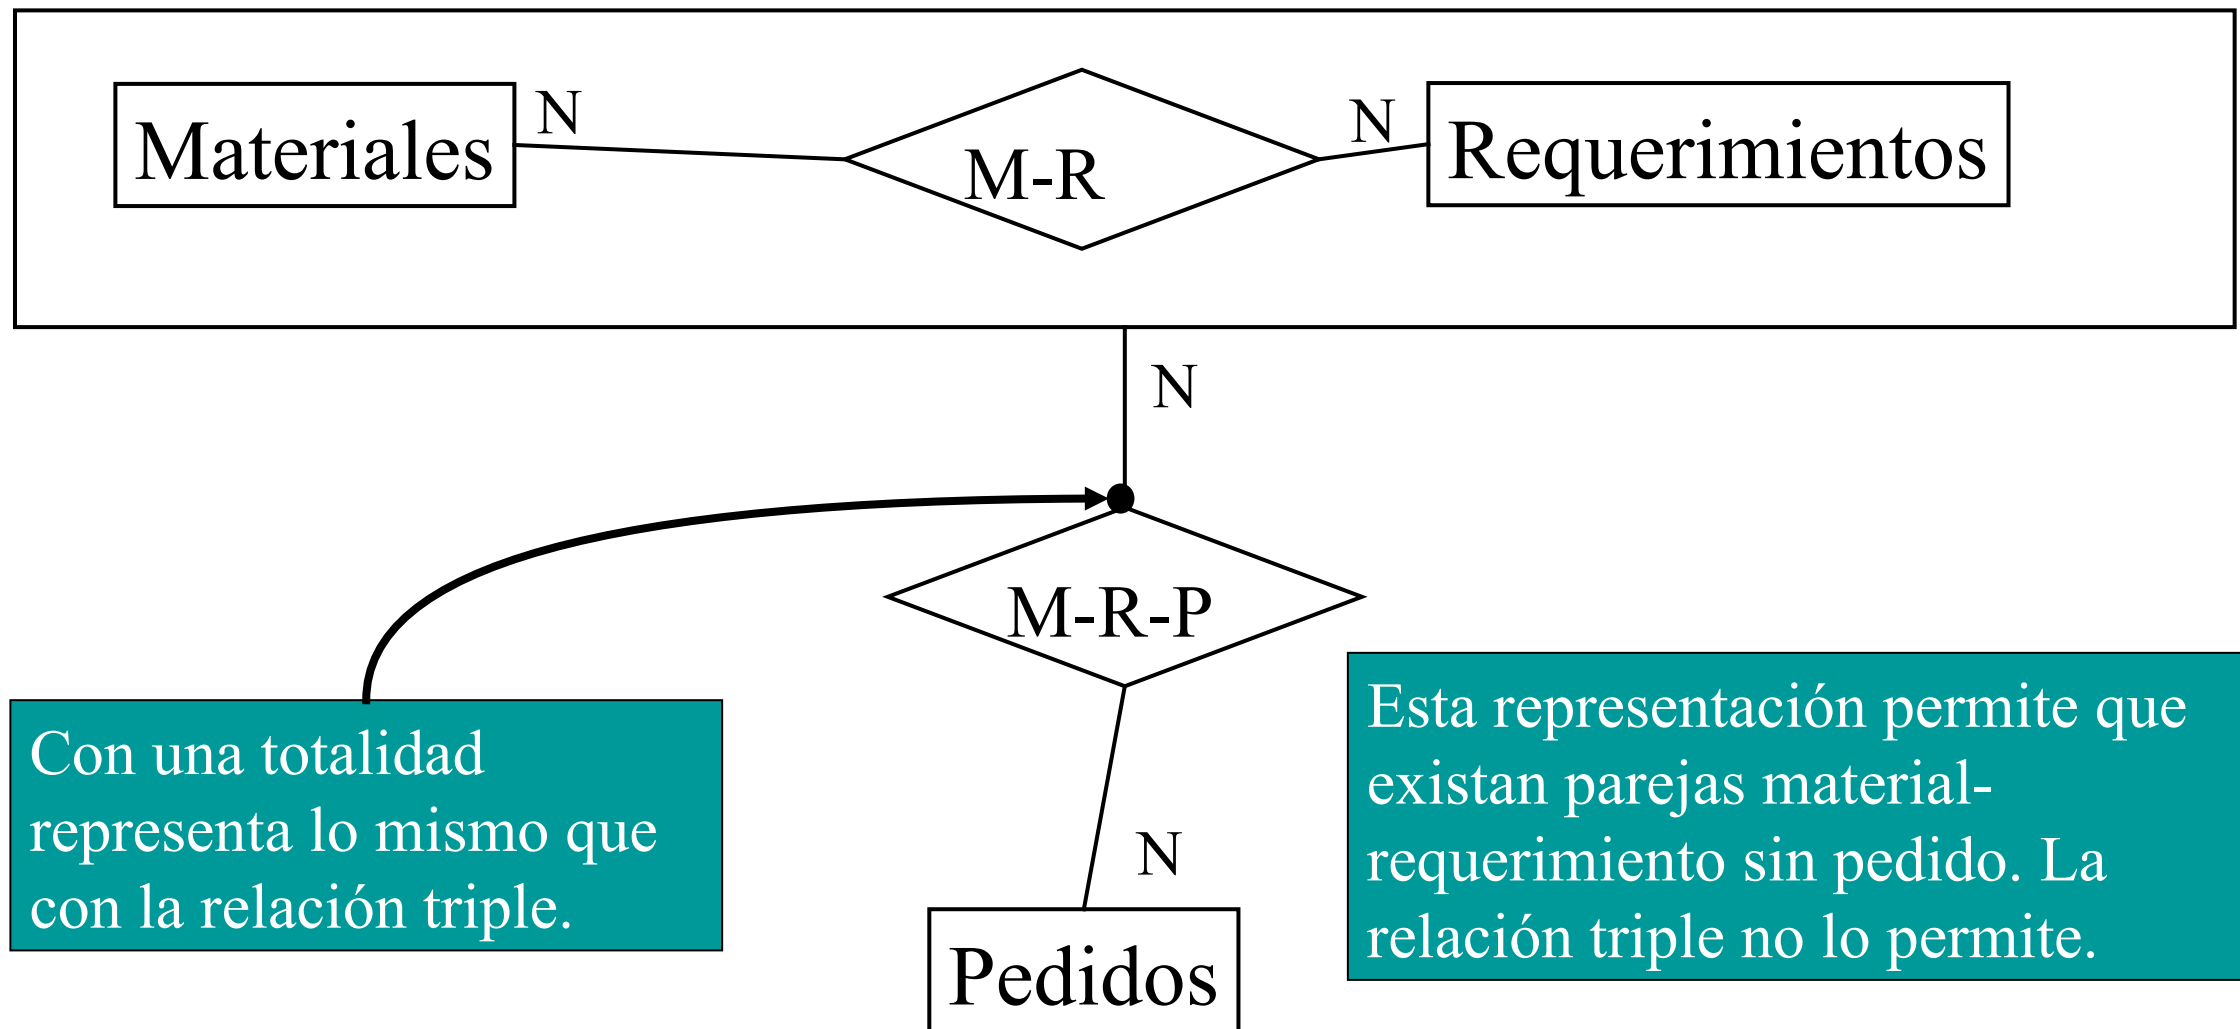 Materiales
N
M-R
N
Requerimientos
N
M-R-P
Con una totalidad
representa lo mismo que
con la relación triple.
N
Pedidos
Esta representación permite que
existan parejas material-
requerimiento sin pedido. La
relación triple no lo permite.